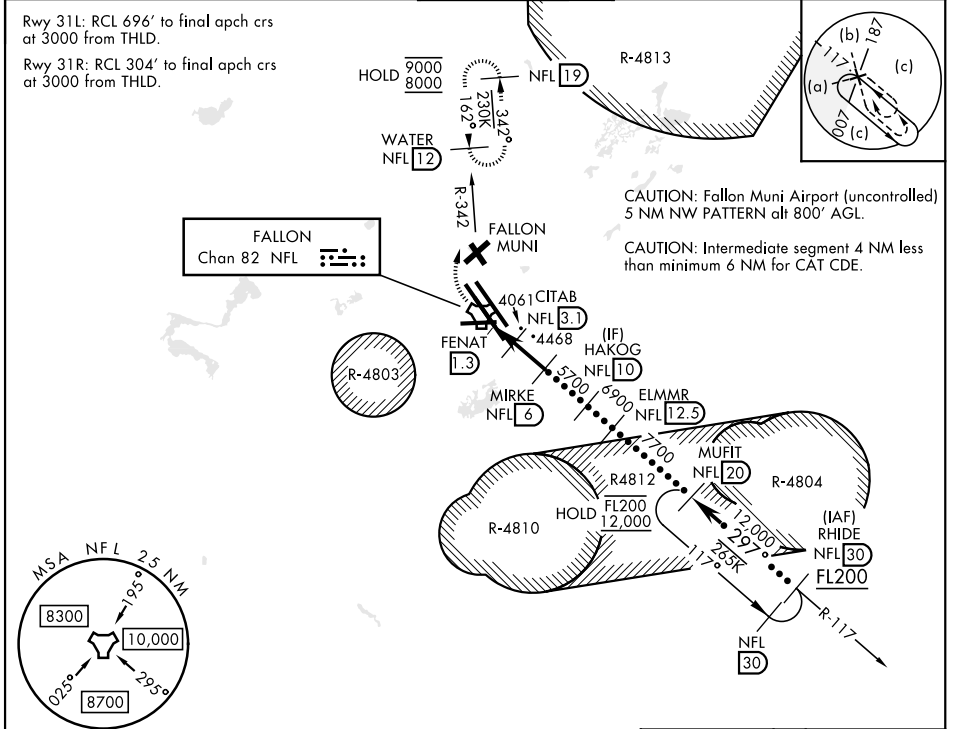 Rwy 31L: RCL 696' to final apch crs
at 3000 from THLD.
Rwy 31R: RCL 304' to final apch crs
at 3000 from THLD.
HOLD 9000
8000
NFL 19
R-4813
(b) 187
117
(c)
(a)
007
(c)
342°
230K
162°
WATER
NFL 12
R-342
CAUTION: Fallon Muni Airport (uncontrolled)
5 NM NW PATTERN alt 800' AGL.
CAUTION: Intermediate segment 4 NM less
than minimum 6 NM for CAT CDE.
FALLON
Chan 82 NFL
FALLON
MUNI
4061
CITAB
NFL 3.1
4468
FENAT
1.3
(IF)
HAKOG
NFL 10
R-4803
MIRKE
NFL 6
5700
6900
ELMMR
NFL 12.5
7700
MUFIT
NFL 20
R4812
R-4804
HOLD FL200
12,000
R-4810
12,000
297°
265K
117°
(IAF)
RHIDE
NFL 30
FL200
R-117
NFL
30
MSA NFL 25 NM
195°
8300
10,000
025°
295°
8700